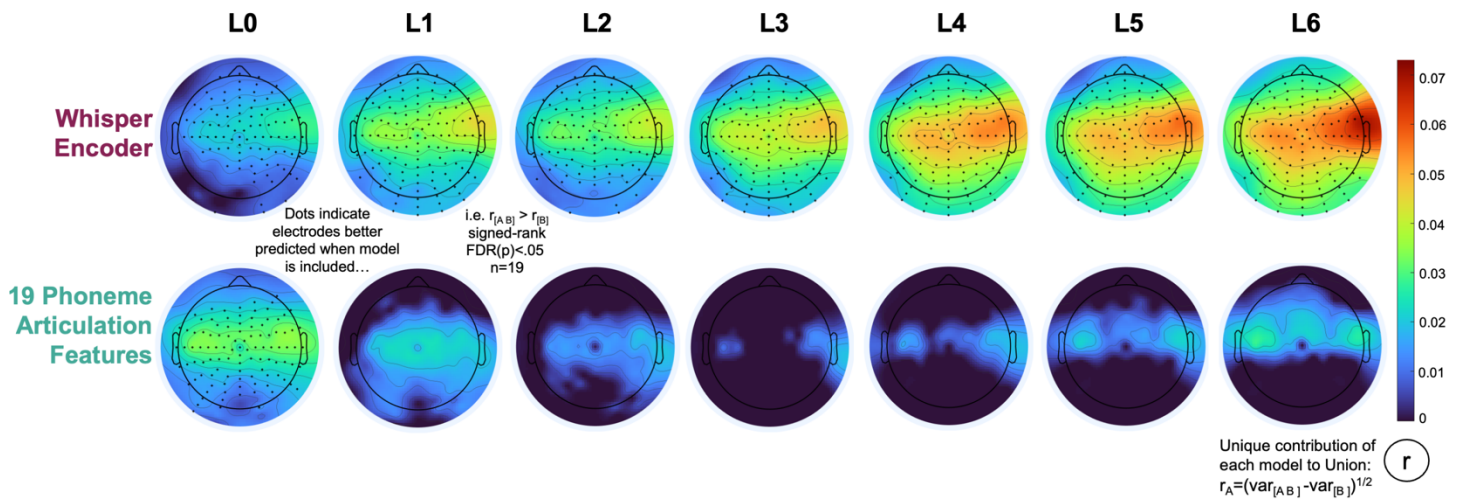 L0 L1 L2 L3 L4 L5 L6
Whisper
Encoder
Dots indicate
electrodes better
predicted when model
is included…
i.e. r[A B] > r[B]
signed-rank
FDR(p)<.05
n=19
19 Phoneme
Articulation
Features
0.07
0.06
0.05
0.04
0.03
0.02
0.01
0
Unique contribution of
each model to Union:
rA=(var[A B] -var[B])1/2
r